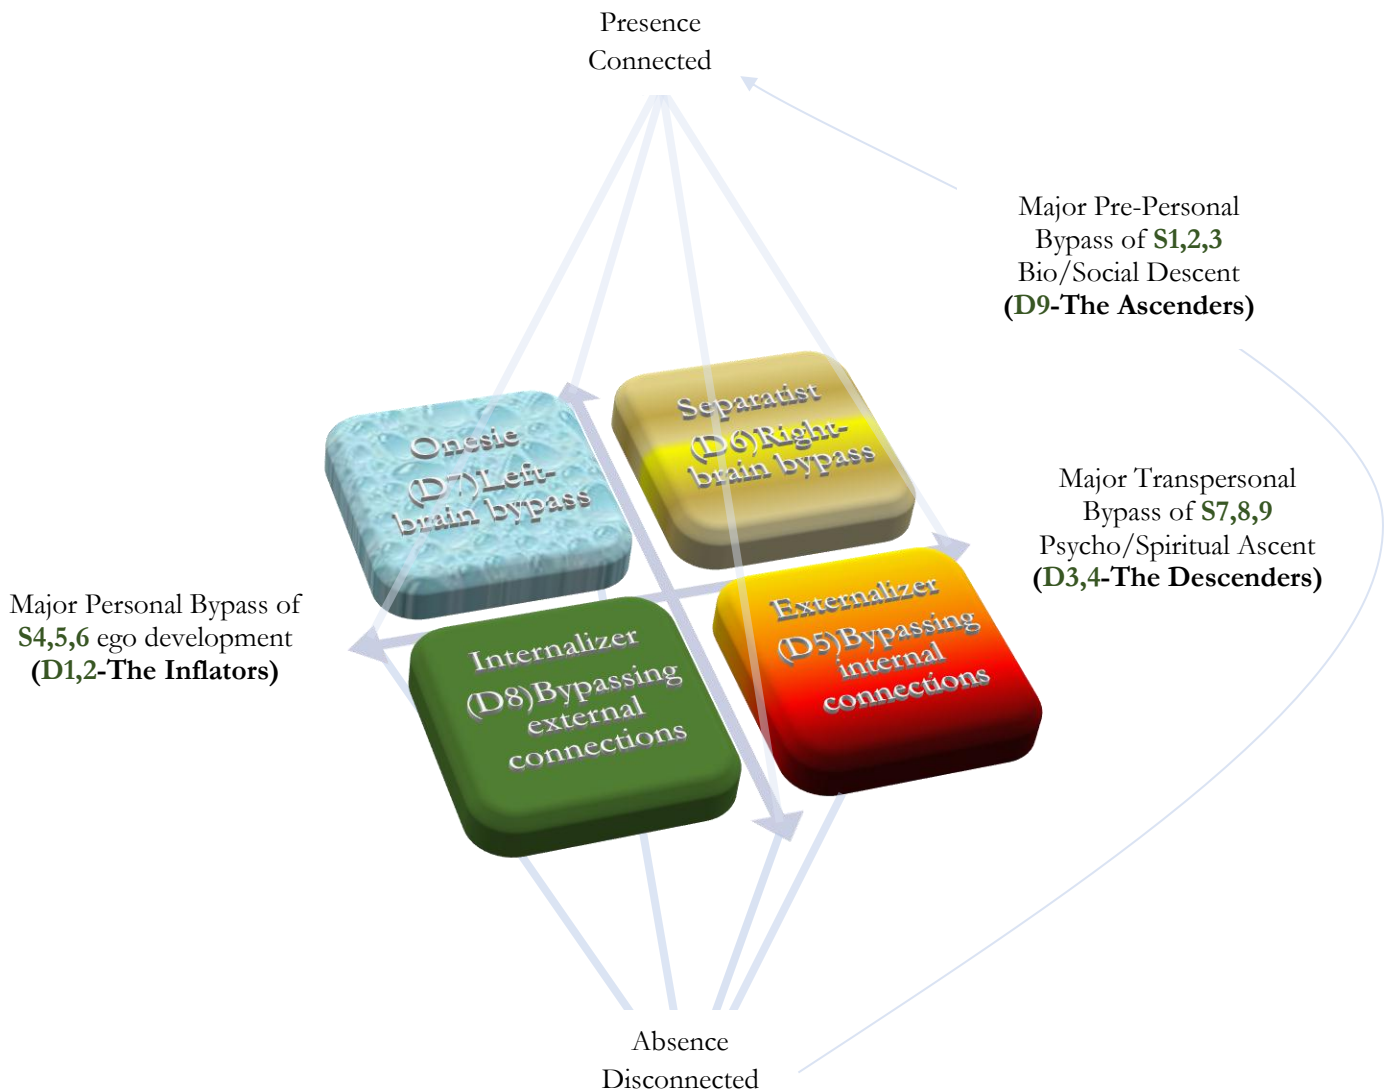 Presence
Connected
Major Pre-Personal
Bypass of S1,2,3
Bio/Social Descent
(D9-The Ascenders)
Onesie
(D7)Left-
brain bypass
Separatist
(D6)Right-
brain bypass
Major Transpersonal
Bypass of S7,8,9
Psycho/Spiritual Ascent
(D3,4-The Descenders)
Major Personal Bypass of
S4,5,6 ego development
(D1,2-The Inflators)
Internalizer
(D8)Bypassing
external
connections
Externalizer
(D5)Bypassing
internal
connections
Absence
Disconnected